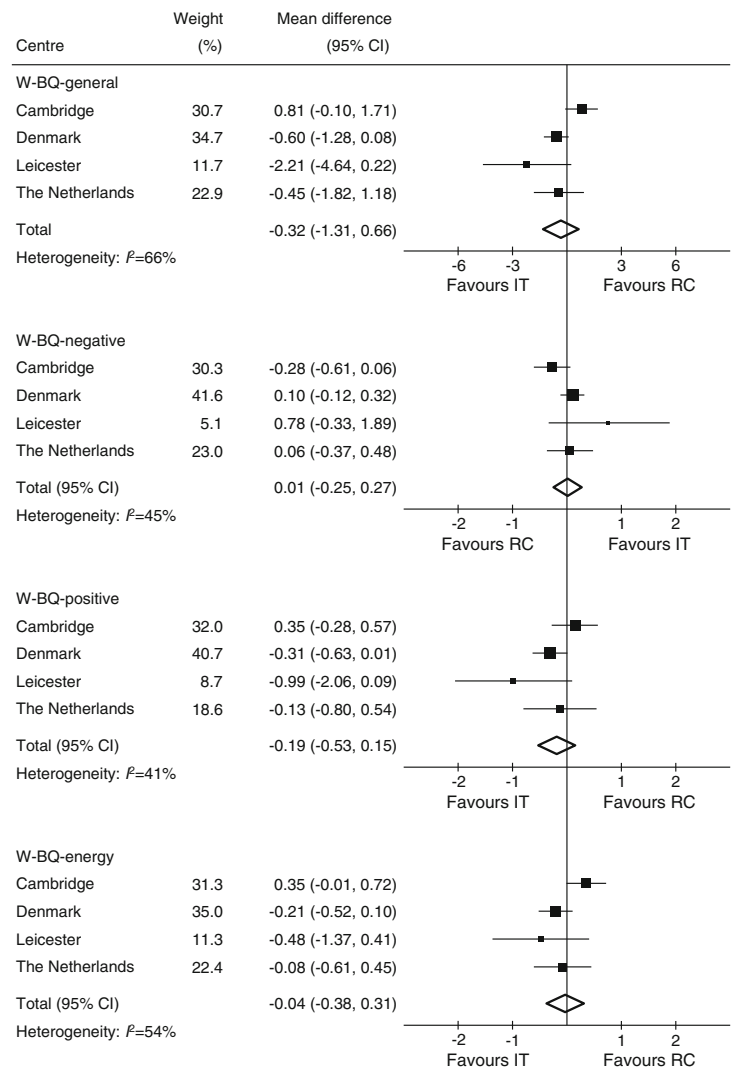 Weight Mean difference
Centre (%) (95% CI)
W-BQ-general
Cambridge 30.7 0.81 (-0.10, 1.71)
Denmark 34.7 -0.60 (-1.28, 0.08)
Leicester 11.7 -2.21 (-4.64, 0.22)
The Netherlands 22.9 -0.45 (-1.82, 1.18)
Total -0.32 (-1.31, 0.66)
Heterogeneity: I²=66%
-6 -3 3 6
Favours IT Favours RC
W-BQ-negative
Cambridge 30.3 -0.28 (-0.61, 0.06)
Denmark 41.6 0.10 (-0.12, 0.32)
Leicester 5.1 0.78 (-0.33, 1.89)
The Netherlands 23.0 0.06 (-0.37, 0.48)
Total (95% CI) 0.01 (-0.25, 0.27)
Heterogeneity: I²=45%
-2 -1 1 2
Favours RC Favours IT
W-BQ-positive
Cambridge 32.0 0.35 (-0.28, 0.57)
Denmark 40.7 -0.31 (-0.63, 0.01)
Leicester 8.7 -0.99 (-2.06, 0.09)
The Netherlands 18.6 -0.13 (-0.80, 0.54)
Total (95% CI) -0.19 (-0.53, 0.15)
Heterogeneity: I²=41%
-2 -1 1 2
Favours IT Favours RC
W-BQ-energy
Cambridge 31.3 0.35 (-0.01, 0.72)
Denmark 35.0 -0.21 (-0.52, 0.10)
Leicester 11.3 -0.48 (-1.37, 0.41)
The Netherlands 22.4 -0.08 (-0.61, 0.45)
Total (95% CI) -0.04 (-0.38, 0.31)
Heterogeneity: I²=54%
-2 -1 1 2
Favours IT Favours RC